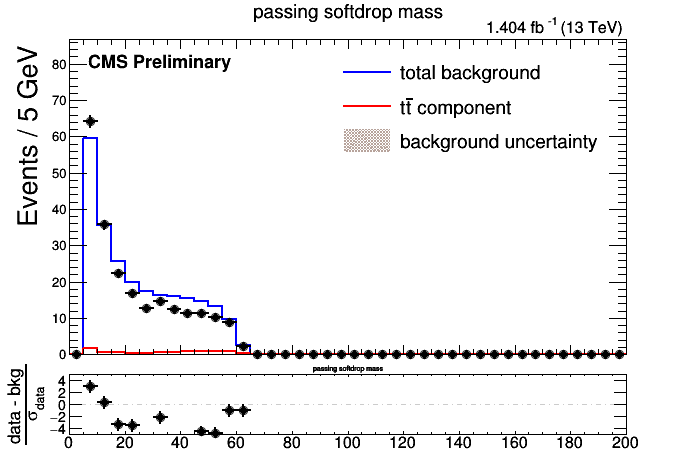 passing softdrop mass
1.404 fb⁻¹ (13 TeV)
CMS Preliminary
total background
tt̅ component
background uncertainty
Events / 5 GeV
80
70
60
50
40
30
20
10
0
passing softdrop mass
data - bkg
σ data
4
2
0
−2
−4
0 20 40 60 80 100 120 140 160 180 200